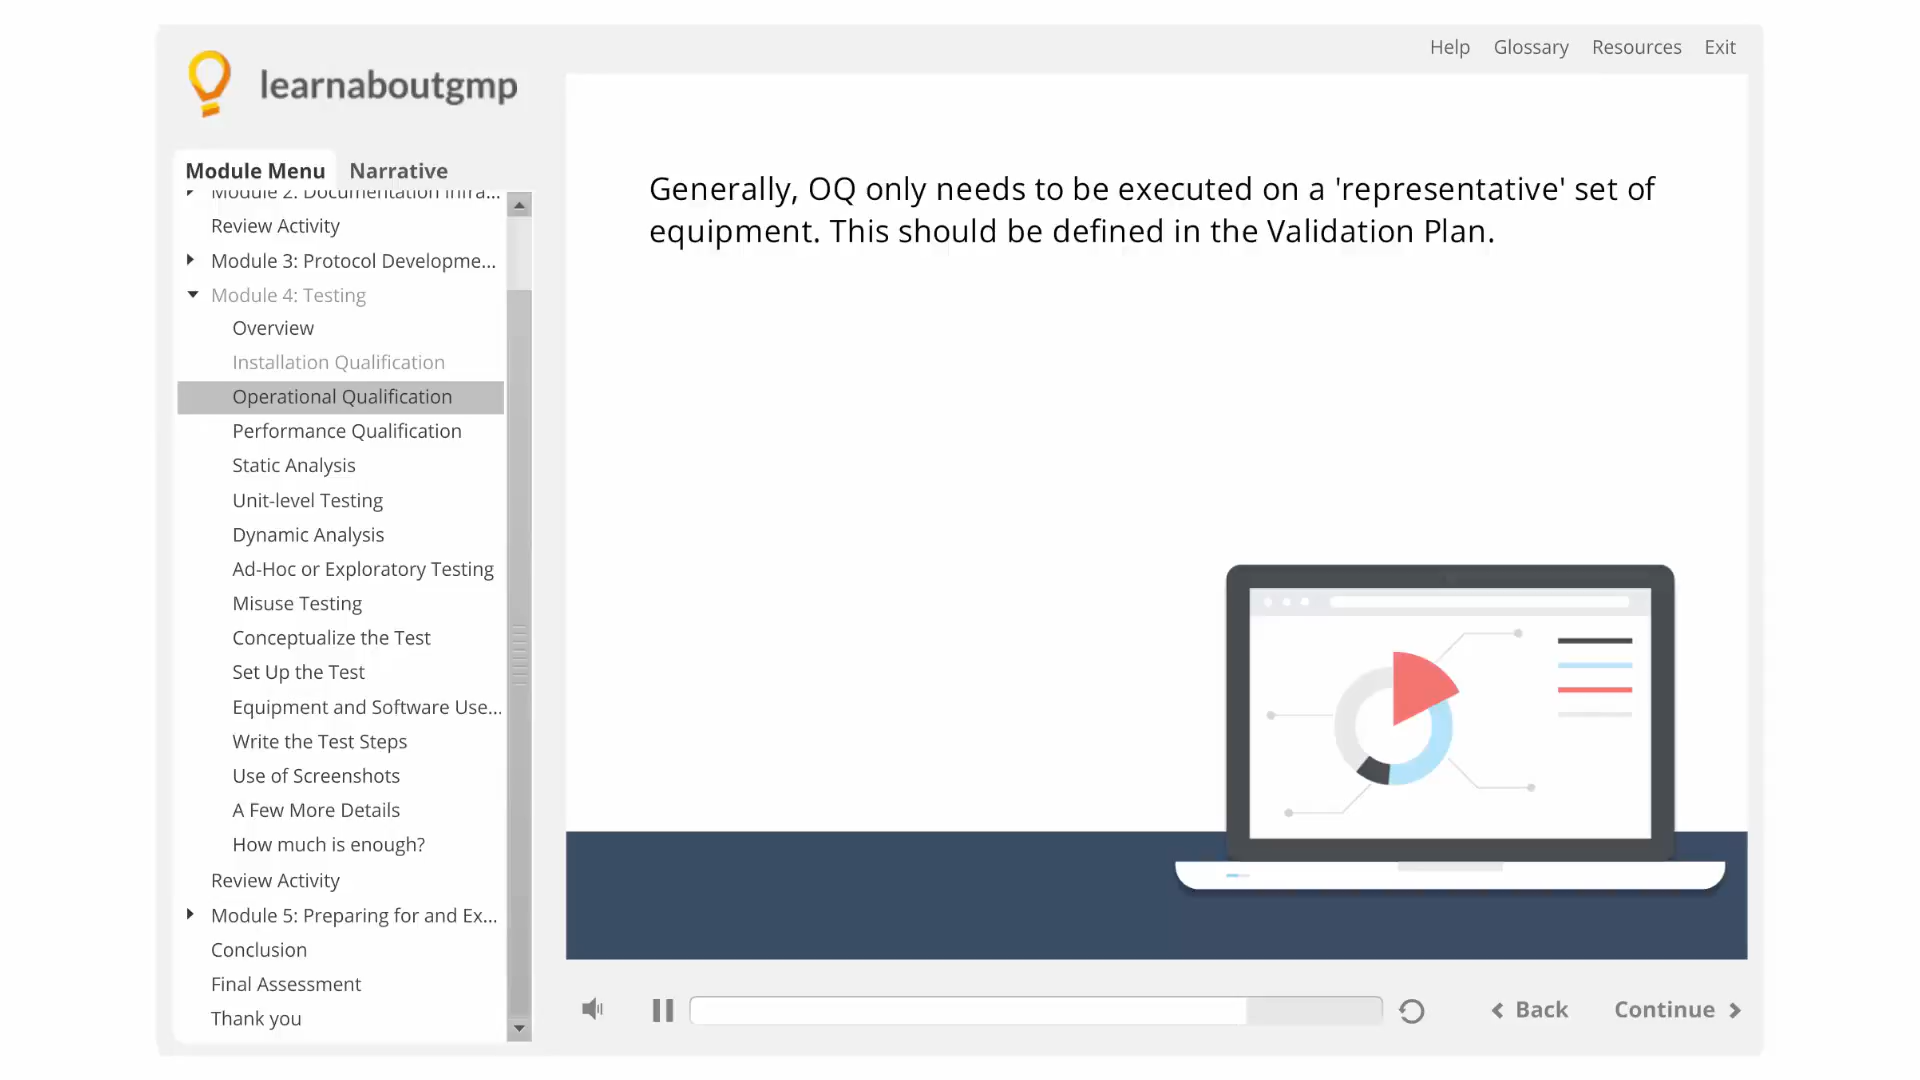 Help Glossary Resources Exit
learnaboutgmp
Module Menu Narrative
Module 2: Documentation Infra...
Review Activity
Module 3: Protocol Developme...
Module 4: Testing
Overview
Installation Qualification
Operational Qualification
Performance Qualification
Static Analysis
Unit-level Testing
Dynamic Analysis
Ad-Hoc or Exploratory Testing
Misuse Testing
Conceptualize the Test
Set Up the Test
Equipment and Software Use...
Write the Test Steps
Use of Screenshots
A Few More Details
How much is enough?
Review Activity
Module 5: Preparing for and Ex...
Conclusion
Final Assessment
Thank you
Generally, OQ only needs to be executed on a 'representative' set of
equipment. This should be defined in the Validation Plan.
Back Continue